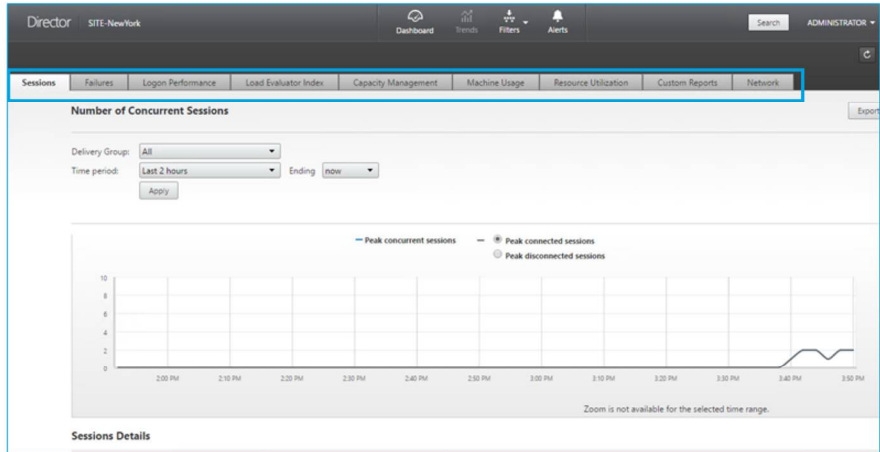 Director SITE-NewYork Dashboard Trends Filters Alerts Search ADMINISTRATOR
Sessions Failures Logon Performance Load Evaluator Index Capacity Management Machine Usage Resource Utilization Custom Reports Network
Number of Concurrent Sessions Export
Delivery Group: All
Time period: Last 2 hours Ending now
Apply
Peak concurrent sessions Peak connected sessions
Peak disconnected sessions
10
8
6
4
2
0
2:00 PM 2:10 PM 2:20 PM 2:30 PM 2:40 PM 2:50 PM 3:00 PM 3:10 PM 3:20 PM 3:30 PM 3:40 PM 3:50 PM
Zoom is not available for the selected time range.
Sessions Details